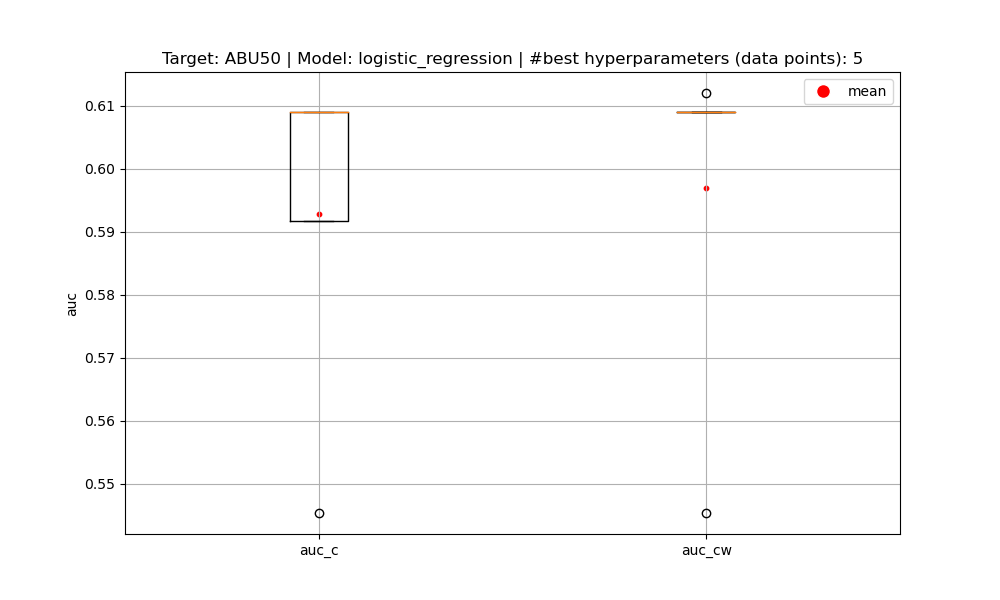 Target: ABU50 | Model: logistic_regression | #best hyperparameters (data points): 5
mean
0.61
0.60
0.59
0.58
0.57
0.56
0.55
auc
auc_c
auc_cw